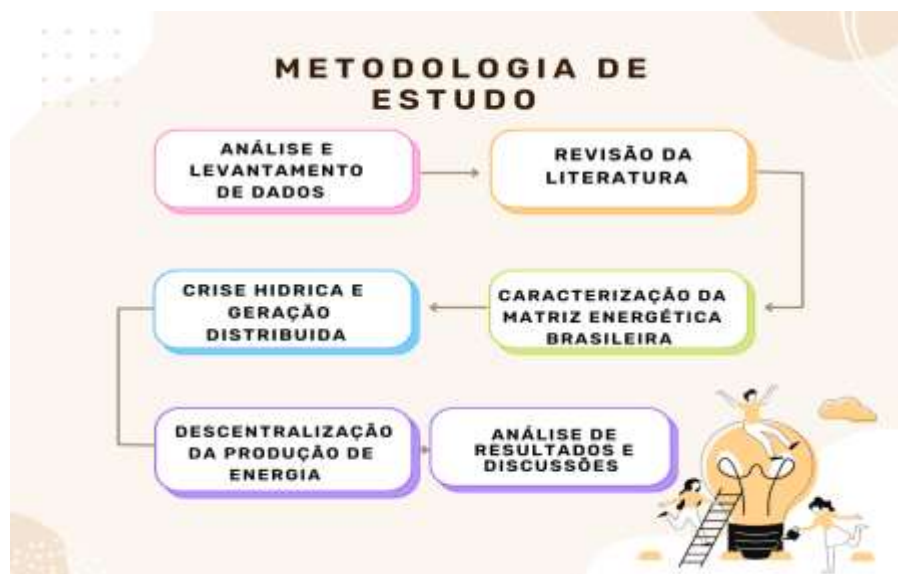 METODOLOGIA DE
ESTUDO
ANÁLISE E
LEVANTAMENTO
DE DADOS
REVISÃO DA
LITERATURA
CARACTERIZAÇÃO DA
MATRIZ ENERGÉTICA
BRASILEIRA
CRISE HIDRICA E
GERAÇÃO
DISTRIBUIDA
DESCENTRALIZAÇÃO
DA PRODUÇÃO DE
ENERGIA
ANÁLISE DE
RESULTADOS E
DISCUSSÕES